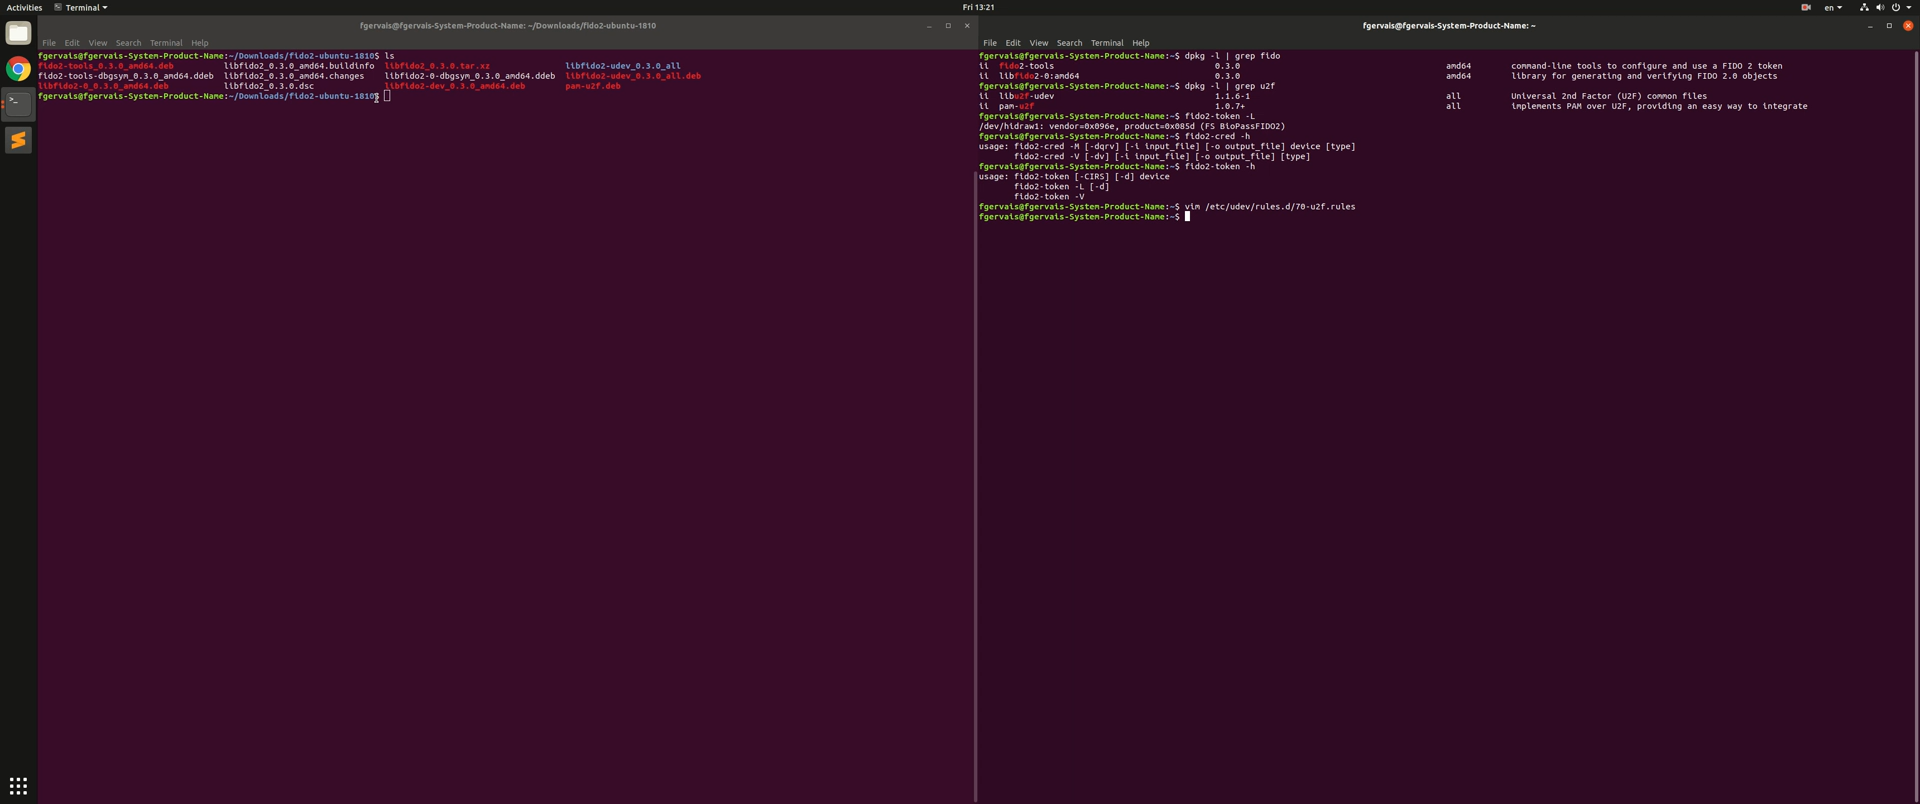 Activities Terminal Fri 13:21 en
fgervais@fgervais-System-Product-Name: ~/Downloads/fido2-ubuntu-1810
File Edit View Search Terminal Help
fgervais@fgervais-System-Product-Name:~/Downloads/fido2-ubuntu-1810$ ls
fido2-tools_0.3.0_amd64.deb libfido2_0.3.0_amd64.buildinfo libfido2_0.3.0.tar.xz libfido2-udev_0.3.0_all
fido2-tools-dbgsym_0.3.0_amd64.ddeb libfido2_0.3.0_amd64.changes libfido2-0-dbgsym_0.3.0_amd64.ddeb libfido2-udev_0.3.0_all.deb
libfido2-0_0.3.0_amd64.deb libfido2_0.3.0.dsc libfido2-dev_0.3.0_amd64.deb pam-u2f.deb
fgervais@fgervais-System-Product-Name:~/Downloads/fido2-ubuntu-1810$
fgervais@fgervais-System-Product-Name: ~
File Edit View Search Terminal Help
fgervais@fgervais-System-Product-Name:~$ dpkg -l | grep fido
ii fido2-tools 0.3.0 amd64 command-line tools to configure and use a FIDO 2 token
ii libfido2-0:amd64 0.3.0 amd64 library for generating and verifying FIDO 2.0 objects
fgervais@fgervais-System-Product-Name:~$ dpkg -l | grep u2f
ii libu2f-udev 1.1.6-1 all Universal 2nd Factor (U2F) common files
ii pam-u2f 1.0.7+ all implements PAM over U2F, providing an easy way to integrate
fgervais@fgervais-System-Product-Name:~$ fido2-token -L
/dev/hidraw1: vendor=0x096e, product=0x085d (FS BioPassFIDO2)
fgervais@fgervais-System-Product-Name:~$ fido2-cred -h
usage: fido2-cred -M [-dqrv] [-i input_file] [-o output_file] device [type]
fido2-cred -V [-dv] [-i input_file] [-o output_file] [type]
fgervais@fgervais-System-Product-Name:~$ fido2-token -h
usage: fido2-token [-CIRS] [-d] device
fido2-token -L [-d]
fido2-token -V
fgervais@fgervais-System-Product-Name:~$ vim /etc/udev/rules.d/70-u2f.rules
fgervais@fgervais-System-Product-Name:~$